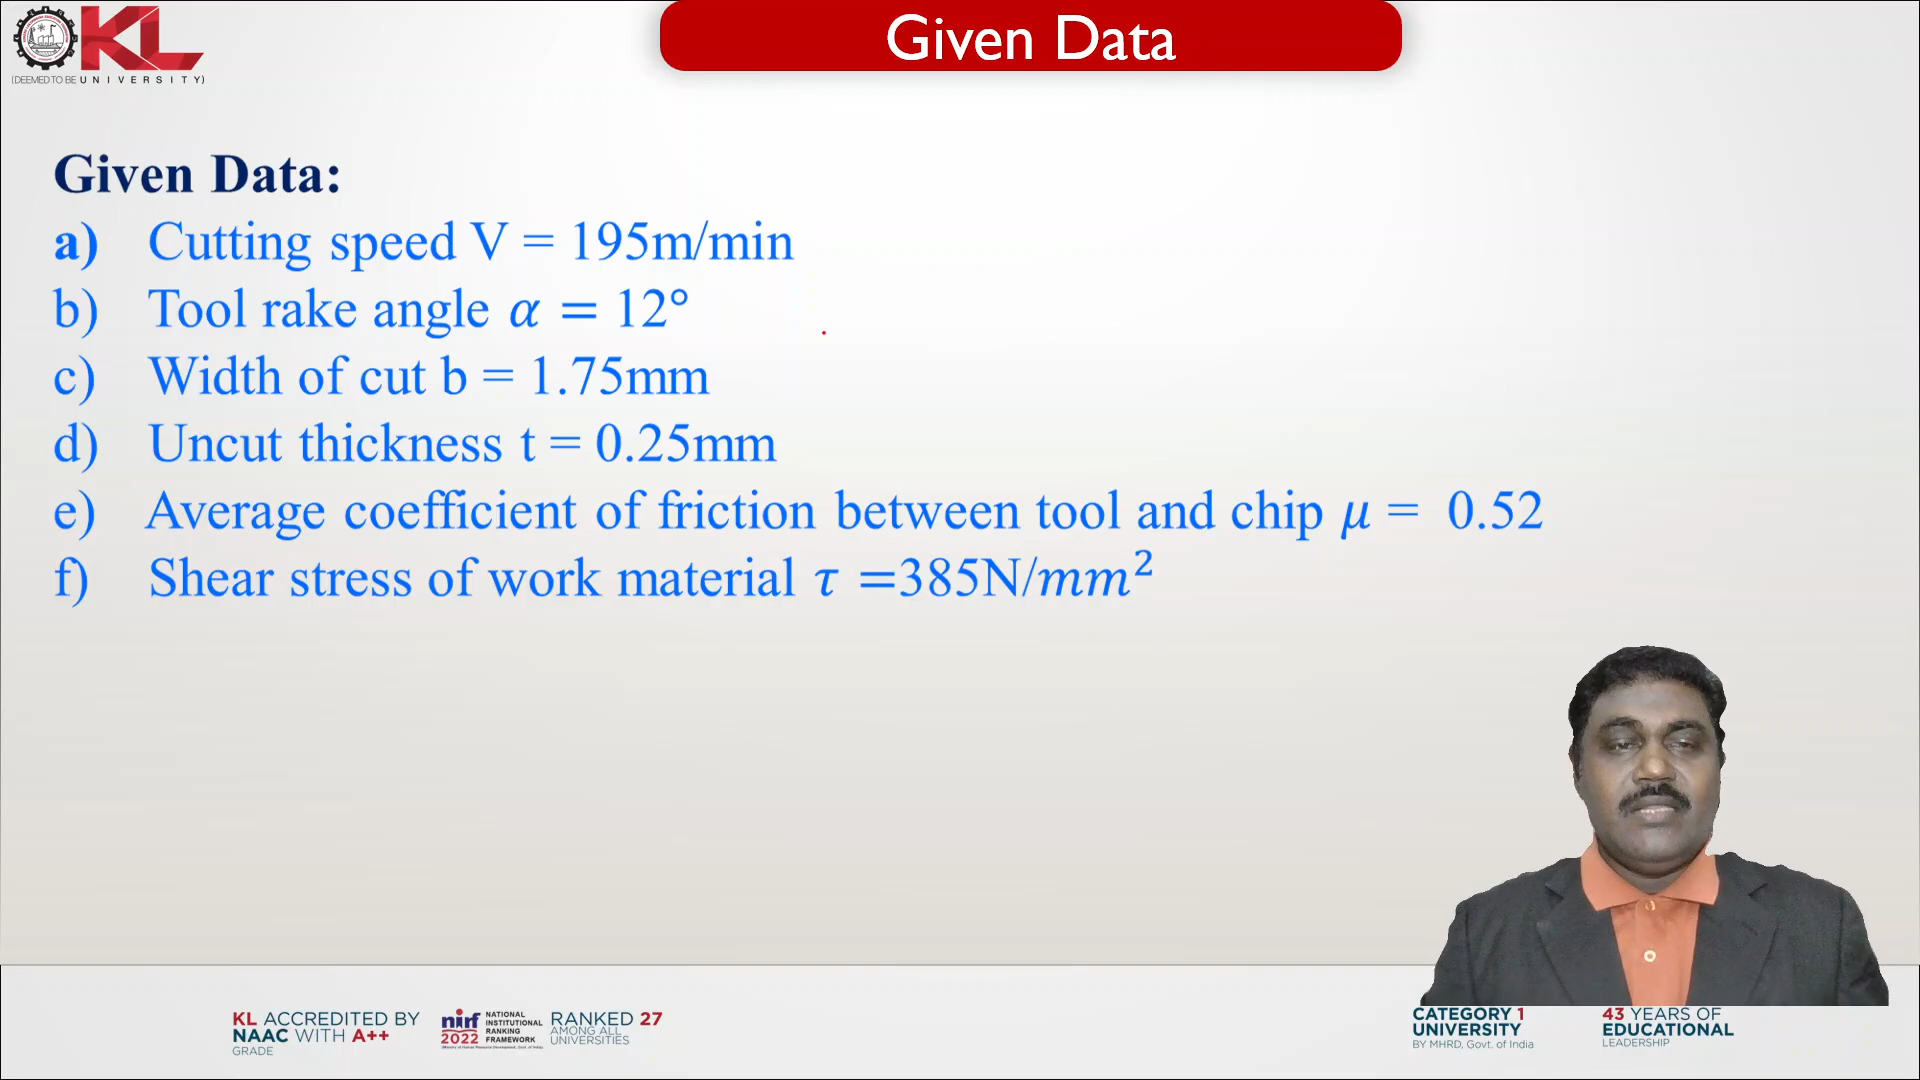 Given Data
KL
(DEEMED TO BE UNIVERSITY)
Given Data:
a) Cutting speed V = 195m/min
b) Tool rake angle α = 12°
c) Width of cut b = 1.75mm
d) Uncut thickness t = 0.25mm
e) Average coefficient of friction between tool and chip μ = 0.52
f) Shear stress of work material τ =385N/mm²
KL ACCREDITED BY
NAAC WITH A++
GRADE
nirf
2022
NATIONAL
INSTITUTIONAL
RANKING
FRAMEWORK
RANKED 27
AMONG ALL
UNIVERSITIES
CATEGORY 1
UNIVERSITY
BY MHRD, Govt. of India
43 YEARS OF
EDUCATIONAL
LEADERSHIP